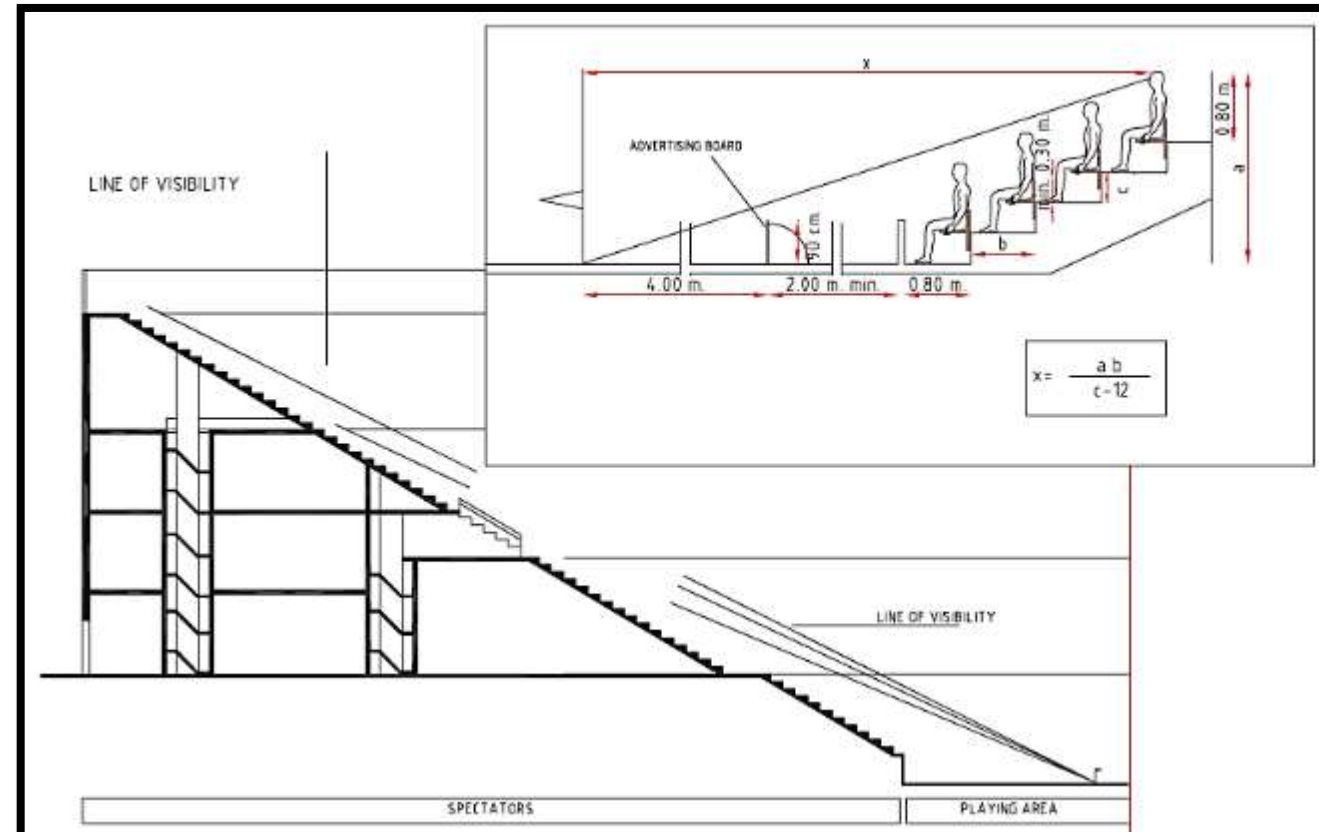 LINE OF VISIBILITY
x
ADVERTISING BOARD
min. 0.30 m.
0.80 m.
a
c
b
90 cm.
4.00 m.
2.00 m. min.
0.80 m.
x= a b
c-12
LINE OF VISIBILITY
SPECTATORS
PLAYING AREA